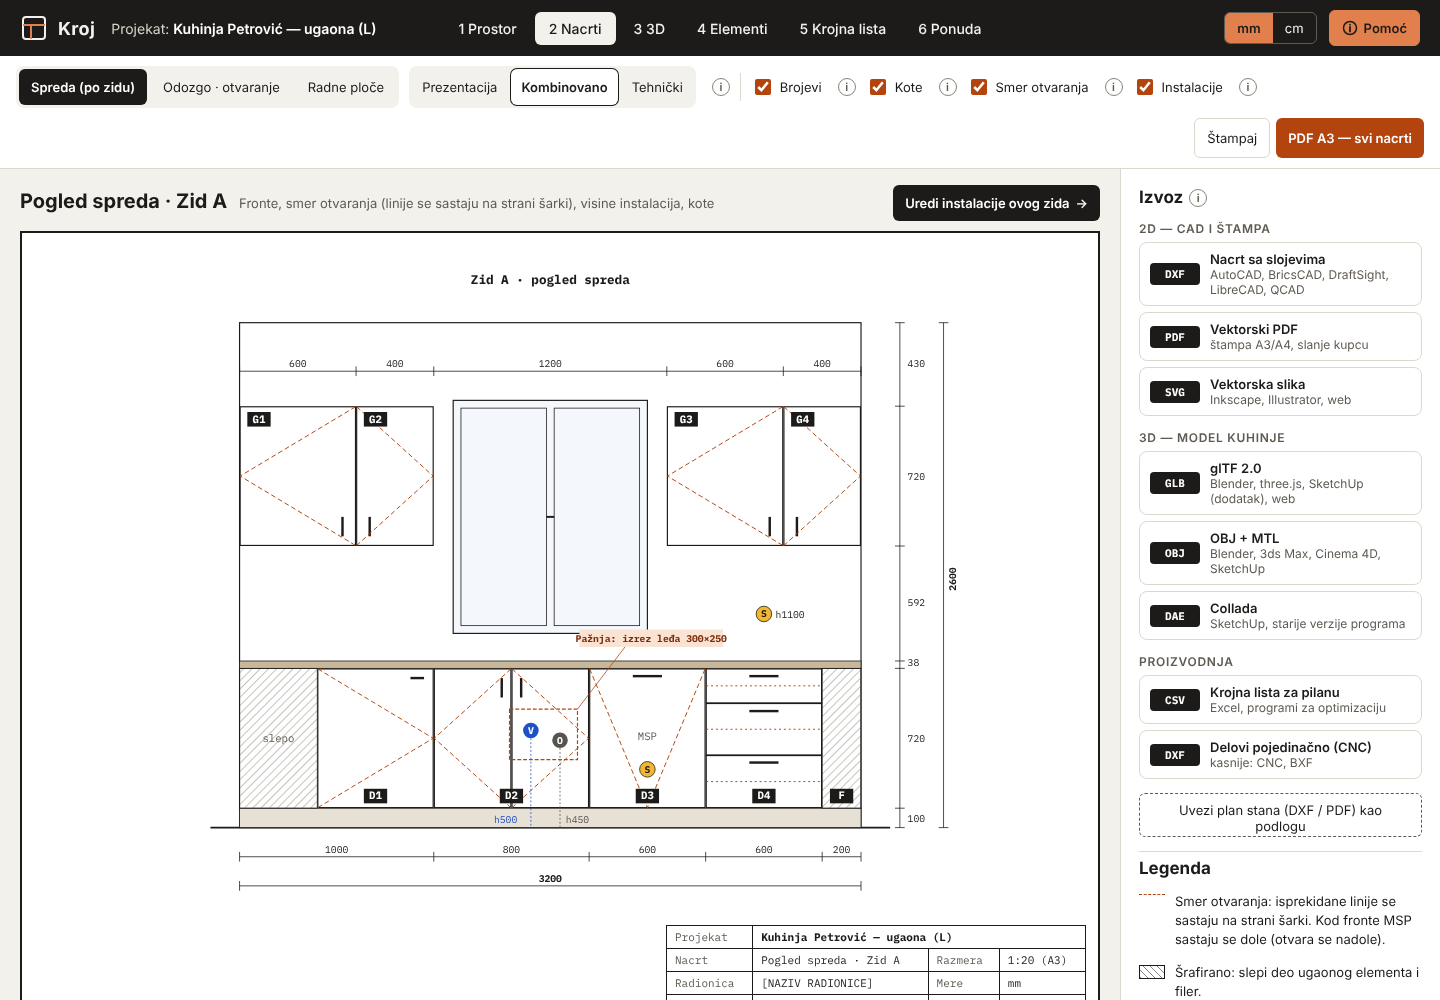 Kroj
Projekat: Kuhinja Petrović — ugaona (L)
1 Prostor
2 Nacrti
3 3D
4 Elementi
5 Krojna lista
6 Ponuda
mm
cm
Pomoć
Spreda (po zidu)
Odozgo · otvaranje
Radne ploče
Prezentacija
Kombinovano
Tehnički
Brojevi
Kote
Smer otvaranja
Instalacije
Štampaj
PDF A3 — svi nacrti
Pogled spreda · Zid A
Fronte, smer otvaranja (linije se sastaju na strani šarki), visine instalacija, kote
Uredi instalacije ovog zida →
Zid A · pogled spreda
600
400
1200
600
400
430
G1
G2
G3
G4
720
2600
592
S
h1100
Pažnja: izrez leđa 300×250
38
slepo
V
O
MSP
S
720
D1
D2
D3
D4
F
h500
h450
100
1000
800
600
600
200
3200
Projekat
Kuhinja Petrović — ugaona (L)
Nacrt
Pogled spreda · Zid A
Razmera
1:20 (A3)
Radionica
[NAZIV RADIONICE]
Mere
mm
Izvoz
2D — CAD I ŠTAMPA
DXF
Nacrt sa slojevima
AutoCAD, BricsCAD, DraftSight,
LibreCAD, QCAD
PDF
Vektorski PDF
štampa A3/A4, slanje kupcu
SVG
Vektorska slika
Inkscape, Illustrator, web
3D — MODEL KUHINJE
GLB
glTF 2.0
Blender, three.js, SketchUp
(dodatak), web
OBJ
OBJ + MTL
Blender, 3ds Max, Cinema 4D,
SketchUp
DAE
Collada
SketchUp, starije verzije programa
PROIZVODNJA
CSV
Krojna lista za pilanu
Excel, programi za optimizaciju
DXF
Delovi pojedinačno (CNC)
kasnije: CNC, BXF
Uvezi plan stana (DXF / PDF) kao
podlogu
Legenda
Smer otvaranja: isprekidane linije se
sastaju na strani šarki. Kod fronte MSP
sastaju se dole (otvara se nadole).
Šrafirano: slepi deo ugaonog elementa i
filer.